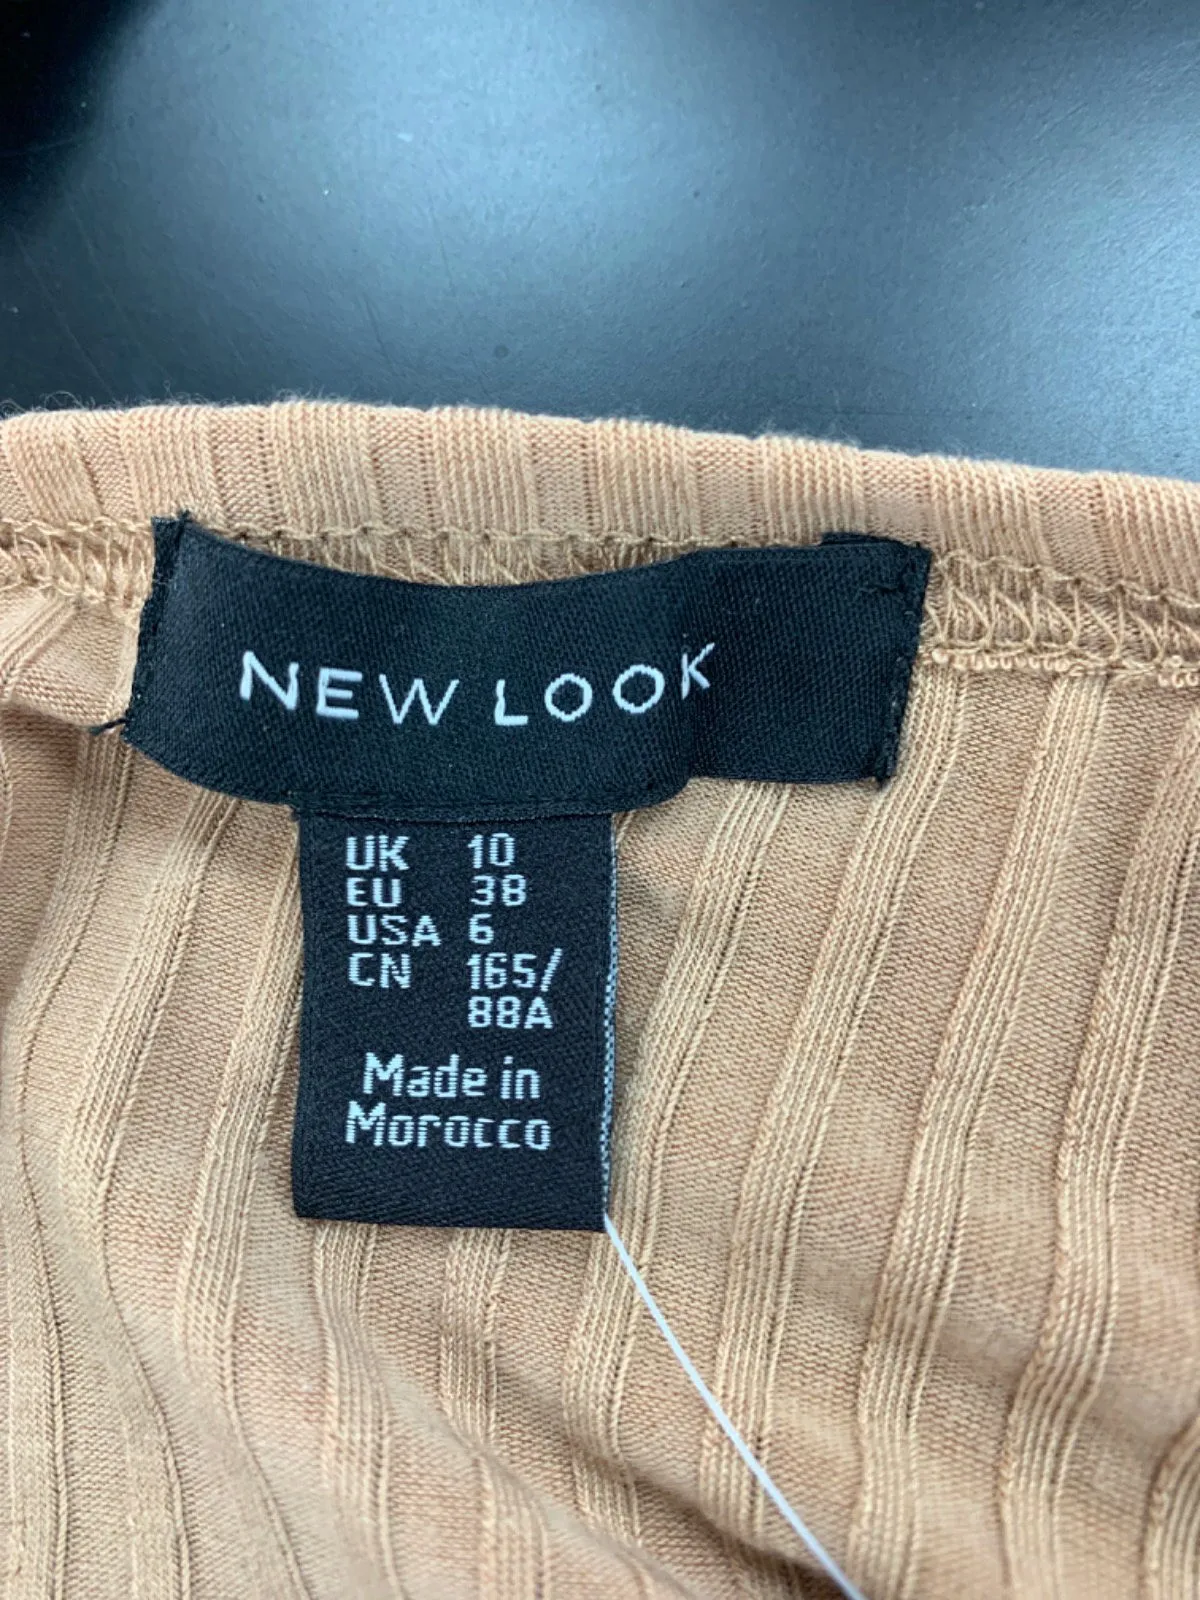 NEW LOOK
UK 10
EU 38
USA 6
CN 165/
88A
Made in
Morocco